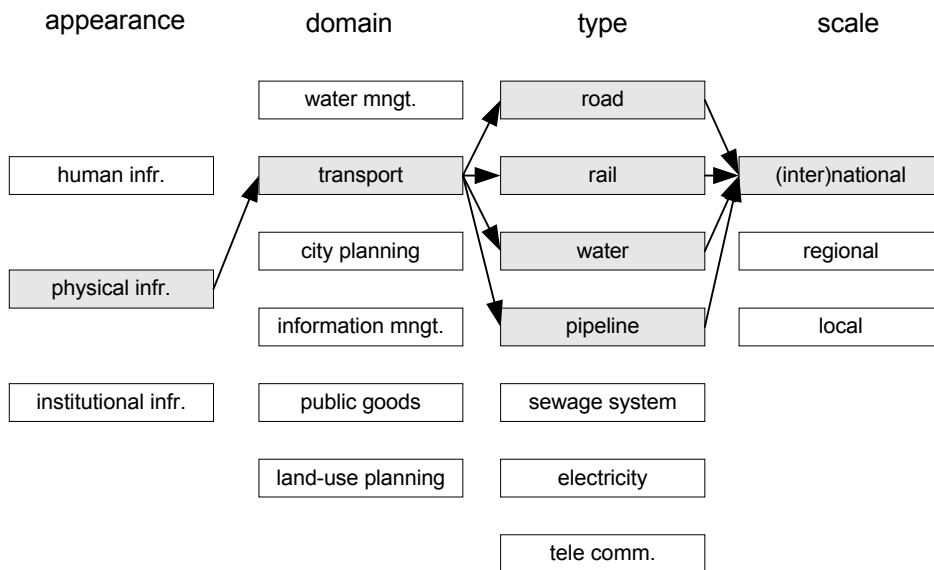 appearance domain type scale
water mngt. road
human infr. transport rail (inter)national
city planning water regional
physical infr.
information mngt. pipeline local
institutional infr. public goods sewage system
land-use planning electricity
tele comm.